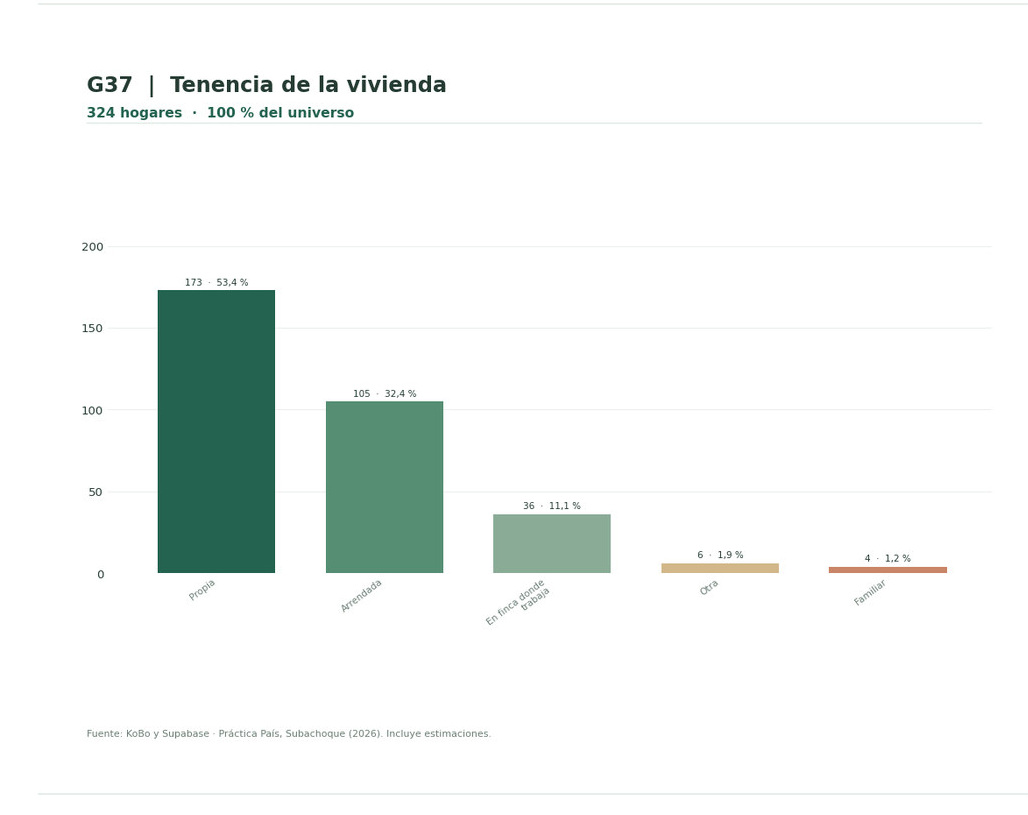 G37 | Tenencia de la vivienda
324 hogares · 100 % del universo
200
150
100
50
0
173 · 53,4 %
105 · 32,4 %
36 · 11,1 %
6 · 1,9 %
4 · 1,2 %
Propia
Arrendada
En finca donde
trabaja
Otra
Familiar
Fuente: KoBo y Supabase · Práctica País, Subachoque (2026). Incluye estimaciones.